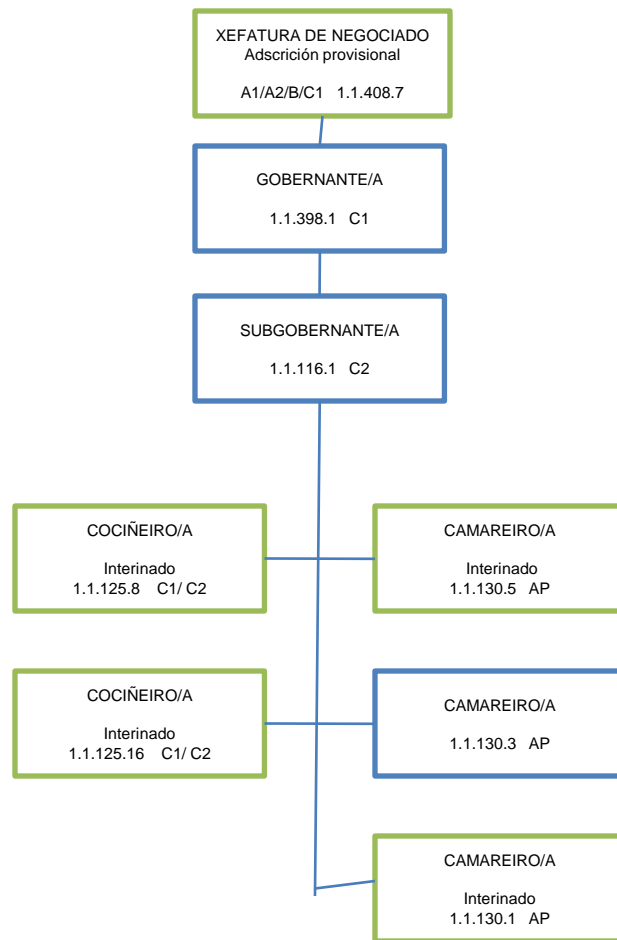 XEFATURA DE NEGOCIADO
Adscrición provisional
A1/A2/B/C1 1.1.408.7
GOBERNANTE/A
1.1.398.1 C1
SUBGOBERNANTE/A
1.1.116.1 C2
COCIÑEIRO/A
Interinado
1.1.125.8 C1/ C2
CAMAREIRO/A
Interinado
1.1.130.5 AP
COCIÑEIRO/A
Interinado
1.1.125.16 C1/ C2
CAMAREIRO/A
1.1.130.3 AP
CAMAREIRO/A
Interinado
1.1.130.1 AP